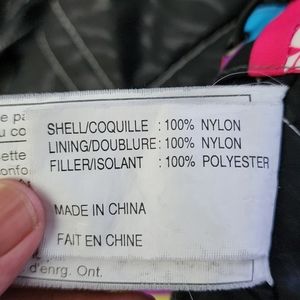 SHELL/COQUILLE : 100% NYLON
LINING/DOUBLURE: 100% NYLON
FILLER/ISOLANT : 100% POLYESTER
MADE IN CHINA
FAIT EN CHINE
d'enrg. Ont.